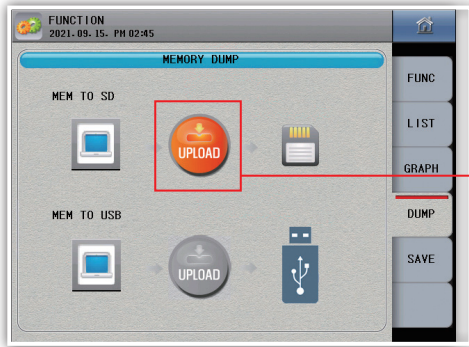 FUNCTION
2021.09.15. PM 02:45
MEMORY DUMP
MEM TO SD
UPLOAD
MEM TO USB
UPLOAD
FUNC
LIST
GRAPH
DUMP
SAVE